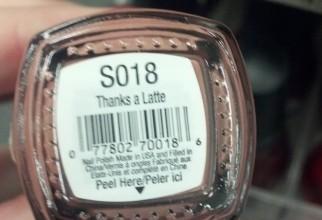 S018
Thanks a Latte
0 77802 70018 6
Nail Polish Made in USA and Filled in
China/Vernis à ongles Fabriqué aux
États-Unis et complété en Chine.
Peel Here/Peler ici